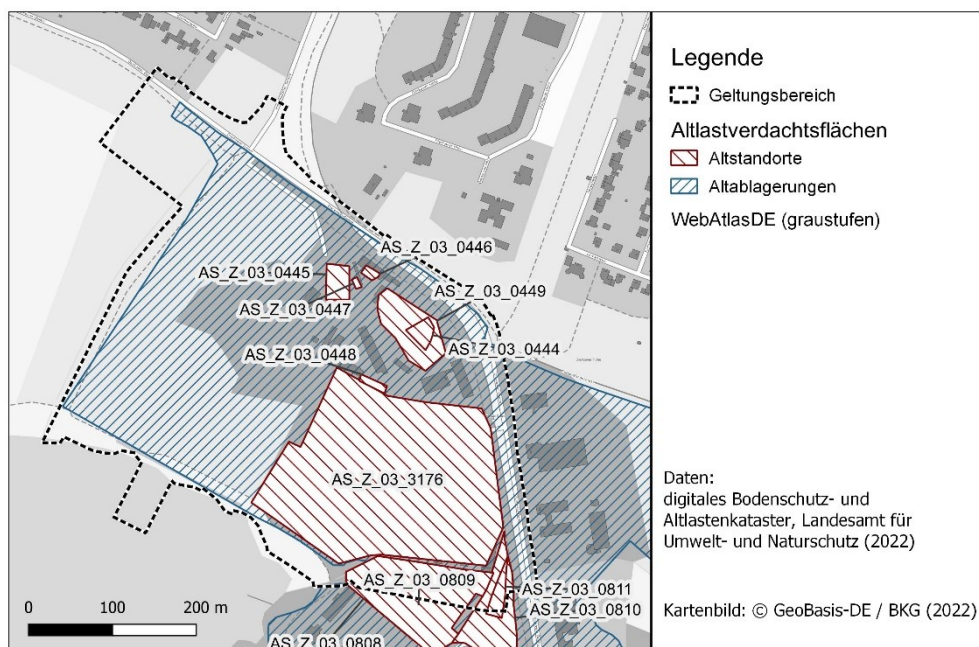 AS_Z_03_0446
AS_Z_03_0445
AS_Z_03_0449
AS_Z_03_0447
AS_Z_03_0444
AS_Z_03_0448
AS_Z_03_3176
AS_Z_03_0809
AS_Z_03_0811
AS_Z_03_0810
AS_Z_03_0808
0 100 200 m
Legende
Geltungsbereich
Altlastverdachtsflächen
Altstandorte
Altablagerungen
WebAtlasDE (graustufen)
Daten:
digitales Bodenschutz- und
Altlastenkataster, Landesamt für
Umwelt- und Naturschutz (2022)
Kartenbild: © GeoBasis-DE / BKG (2022)